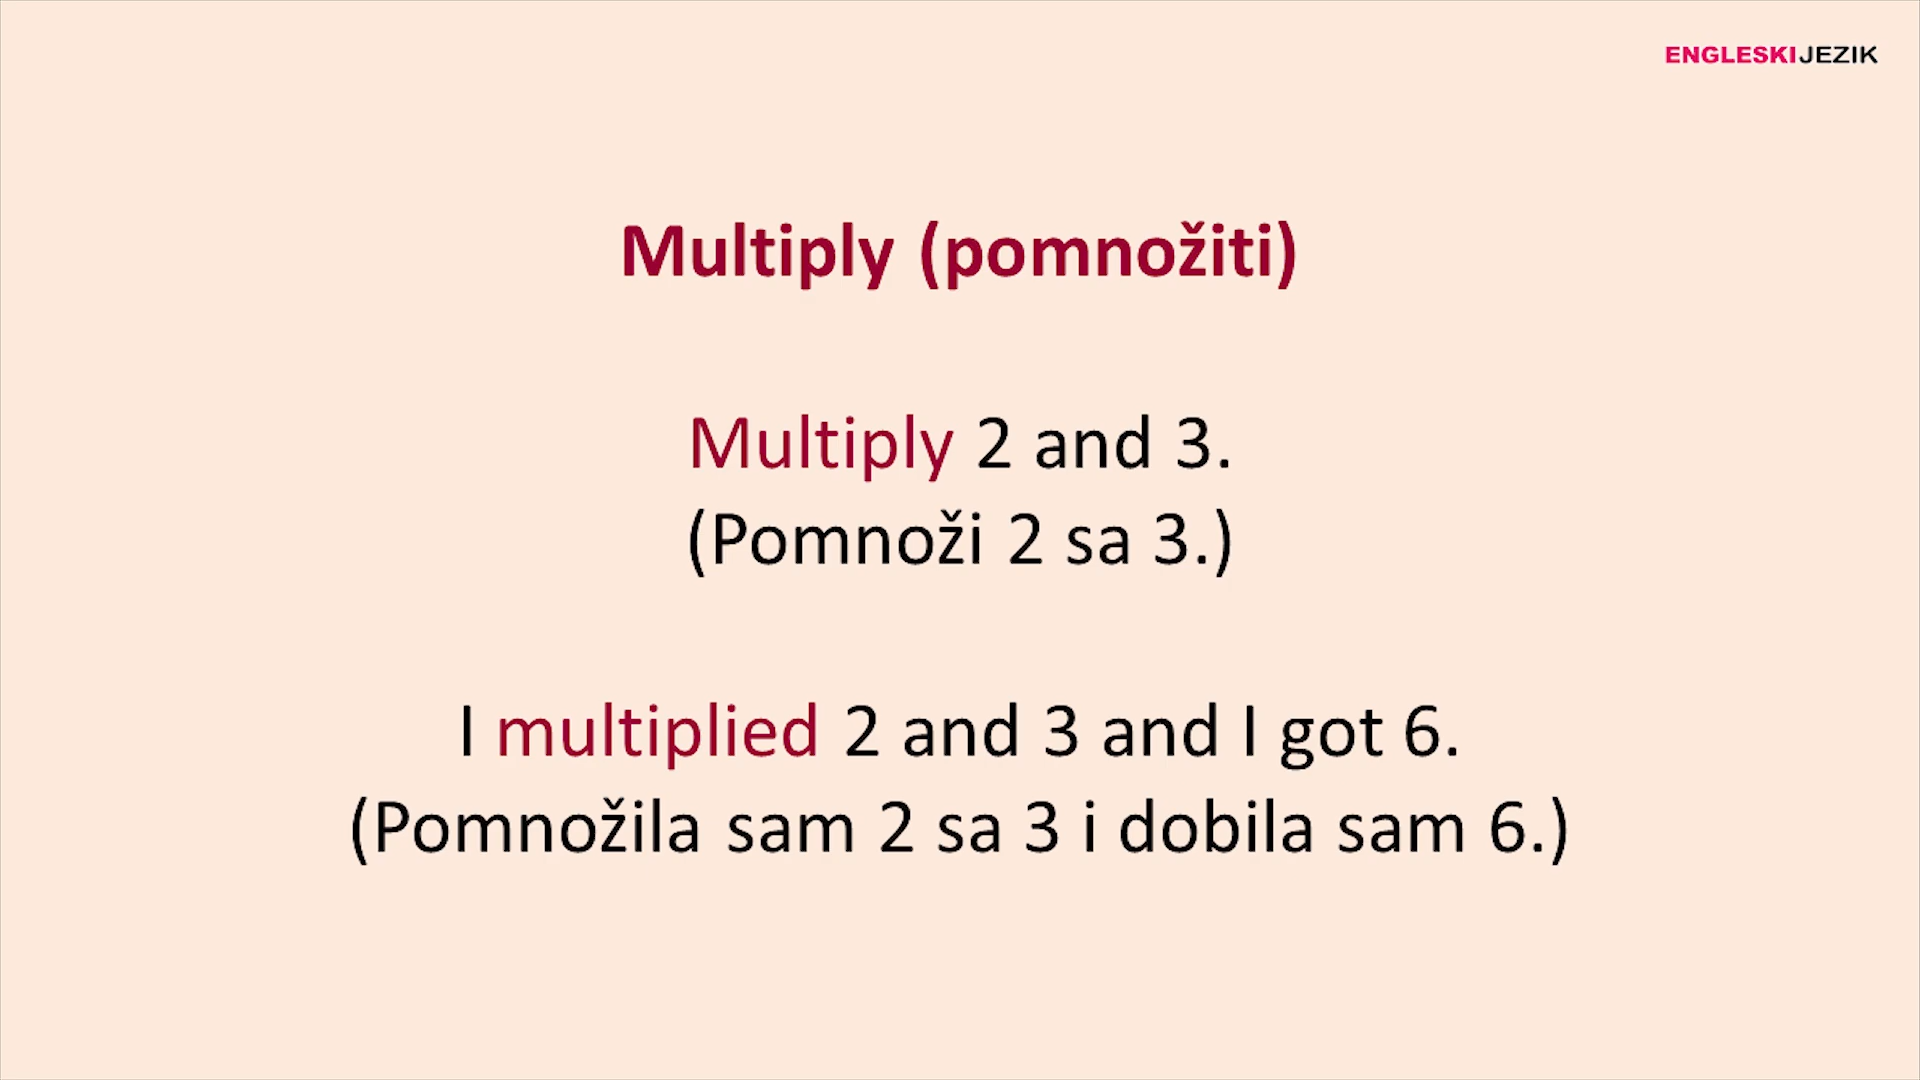 ENGLESKIJEZIK
Multiply (pomnožiti)
Multiply 2 and 3.
(Pomnoži 2 sa 3.)
I multiplied 2 and 3 and I got 6.
(Pomnožila sam 2 sa 3 i dobila sam 6.)